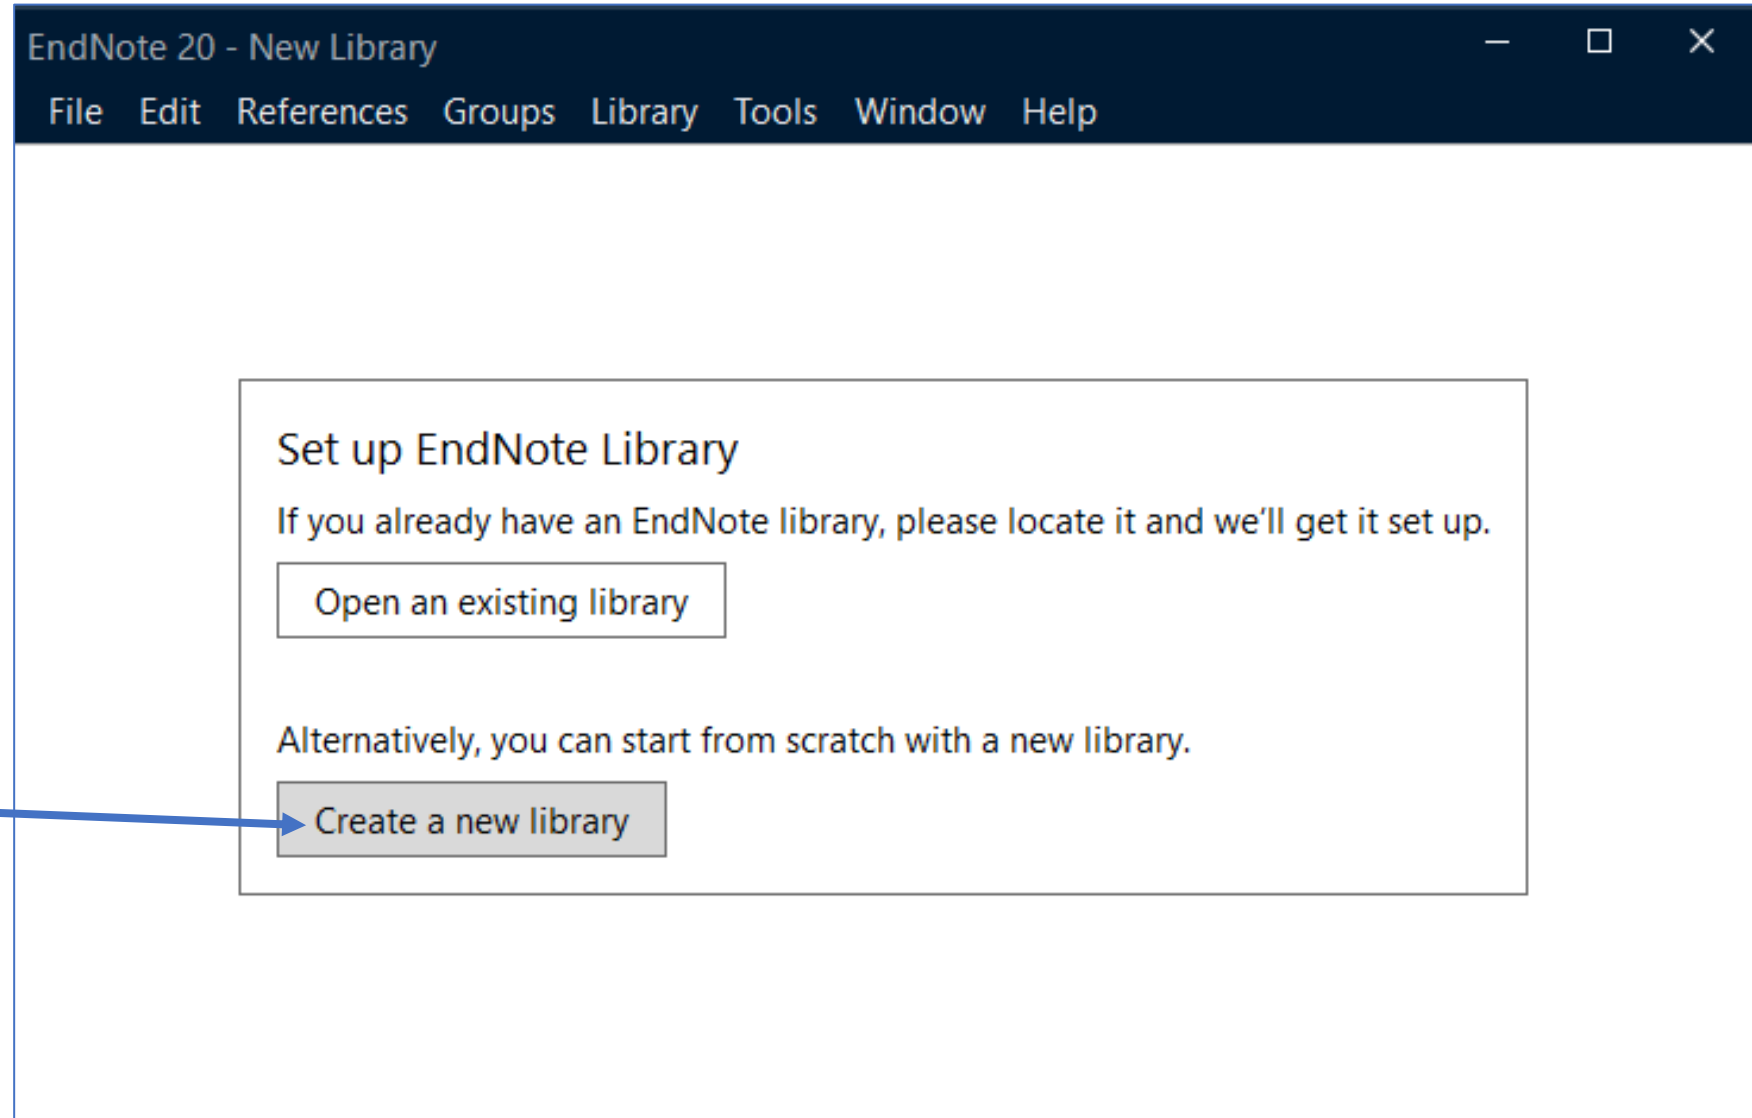 EndNote 20 - New Library
File Edit References Groups Library Tools Window Help
Set up EndNote Library
If you already have an EndNote library, please locate it and we’ll get it set up.
Open an existing library
Alternatively, you can start from scratch with a new library.
Create a new library